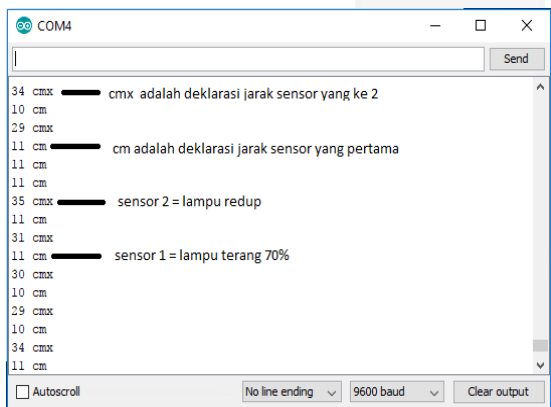 COM4
Send
34 cmx cmx adalah deklarasi jarak sensor yang ke 2
10 cm
29 cmx
11 cm cm adalah deklarasi jarak sensor yang pertama
11 cm
11 cm
35 cmx sensor 2 = lampu redup
11 cm
31 cmx
11 cm sensor 1 = lampu terang 70%
30 cmx
10 cm
29 cmx
10 cm
34 cmx
11 cm
Autoscroll No line ending 9600 baud Clear output